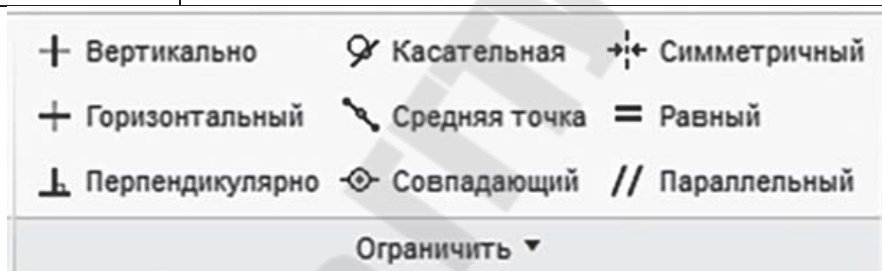 Вертикально Касательная Симметричный
Горизонтальный Средняя точка Равный
Перпендикулярно Совпадающий Параллельный
Ограничить